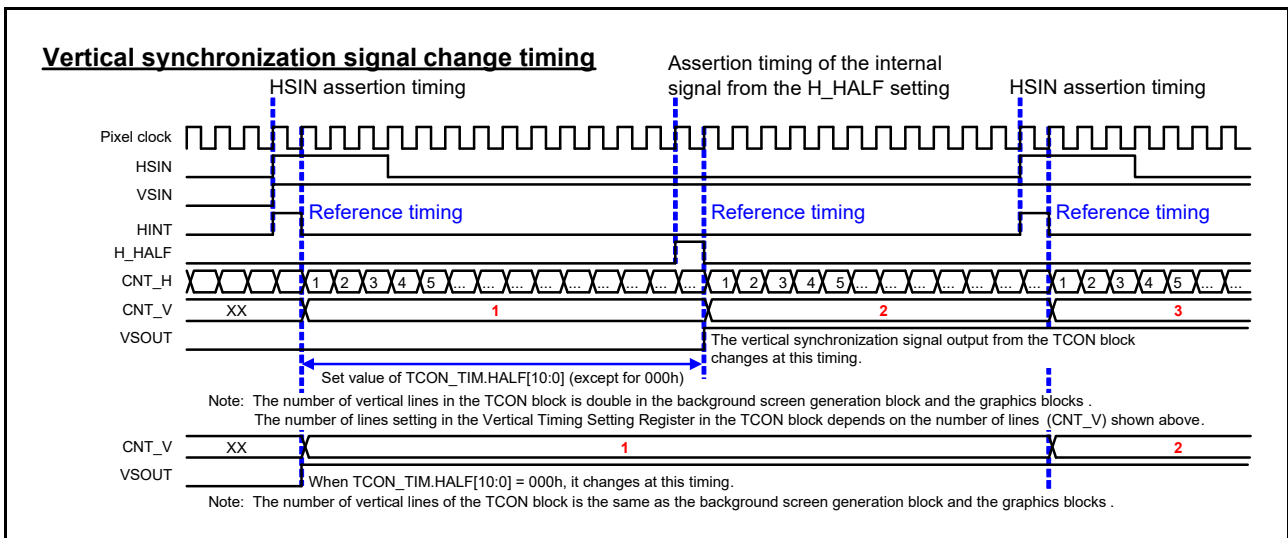 Vertical synchronization signal change timing
HSIN assertion timing
Assertion timing of the internal
signal from the H_HALF setting
HSIN assertion timing
Pixel clock
HSIN
VSIN
HINT
Reference timing
Reference timing
Reference timing
H_HALF
CNT_H
1 2 3 4 5 ... ... ... ... ... ... ... ... ... 1 2 3 4 5 ... ... ... ... ... ... ... 1 2 3 4 5 ... ...
CNT_V
XX
1
2
3
VSOUT
The vertical synchronization signal output from the TCON block
changes at this timing.
Set value of TCON_TIM.HALF[10:0] (except for 000h)
Note: The number of vertical lines in the TCON block is double in the background screen generation block and the graphics blocks .
The number of lines setting in the Vertical Timing Setting Register in the TCON block depends on the number of lines (CNT_V) shown above.
CNT_V
XX
1
2
VSOUT
When TCON_TIM.HALF[10:0] = 000h, it changes at this timing.
Note: The number of vertical lines of the TCON block is the same as the background screen generation block and the graphics blocks .